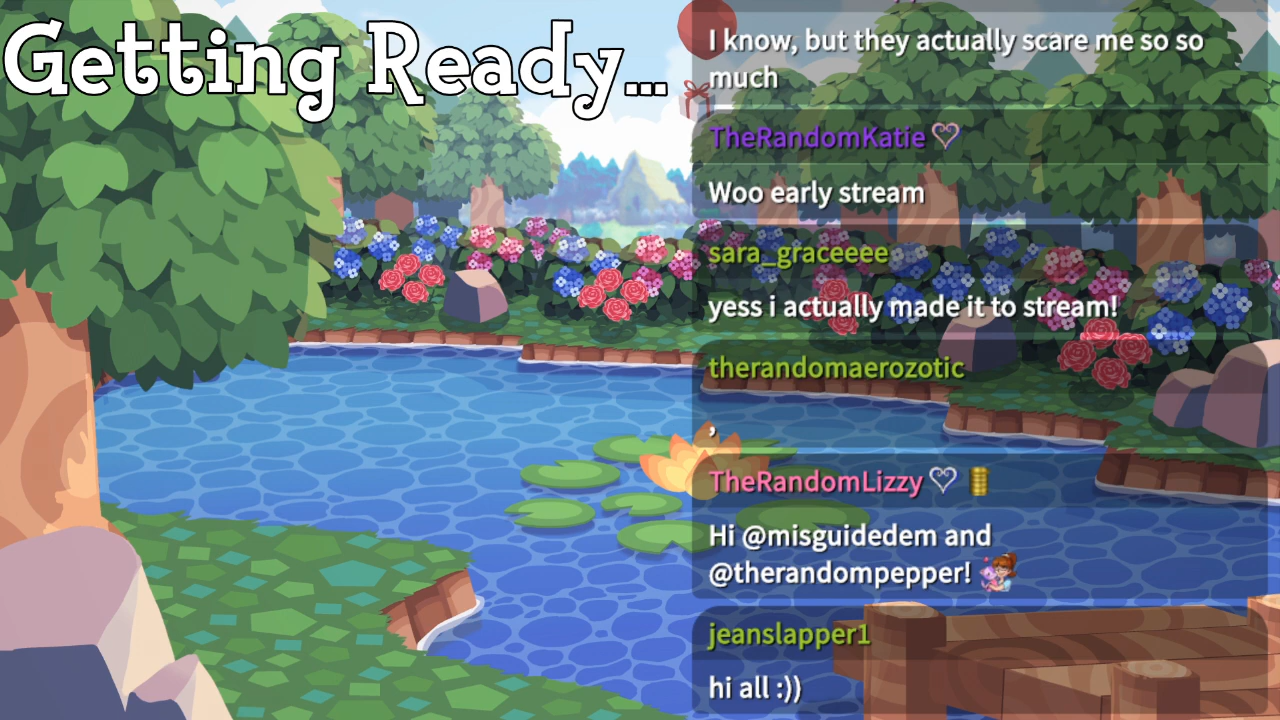 Getting Ready...
I know, but they actually scare me so so
much
TheRandomKatie
Woo early stream
sara_graceeee
yess i actually made it to stream!
therandomaerozotic
,
TheRandomLizzy
Hi @misguidedem and
@therandompepper!
jeanslapper1
hi all :))